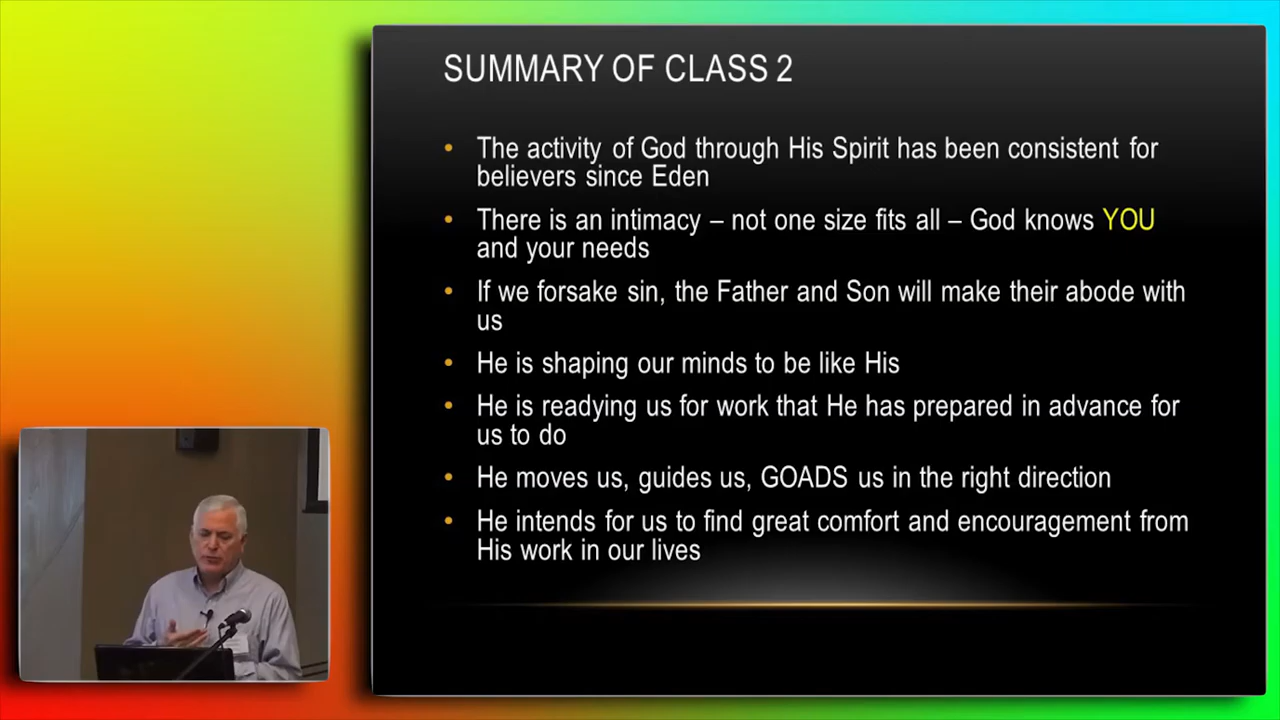 SUMMARY OF CLASS 2
• The activity of God through His Spirit has been consistent for
believers since Eden
• There is an intimacy – not one size fits all – God knows YOU
and your needs
• If we forsake sin, the Father and Son will make their abode with
us
• He is shaping our minds to be like His
• He is readying us for work that He has prepared in advance for
us to do
• He moves us, guides us, GOADS us in the right direction
• He intends for us to find great comfort and encouragement from
His work in our lives